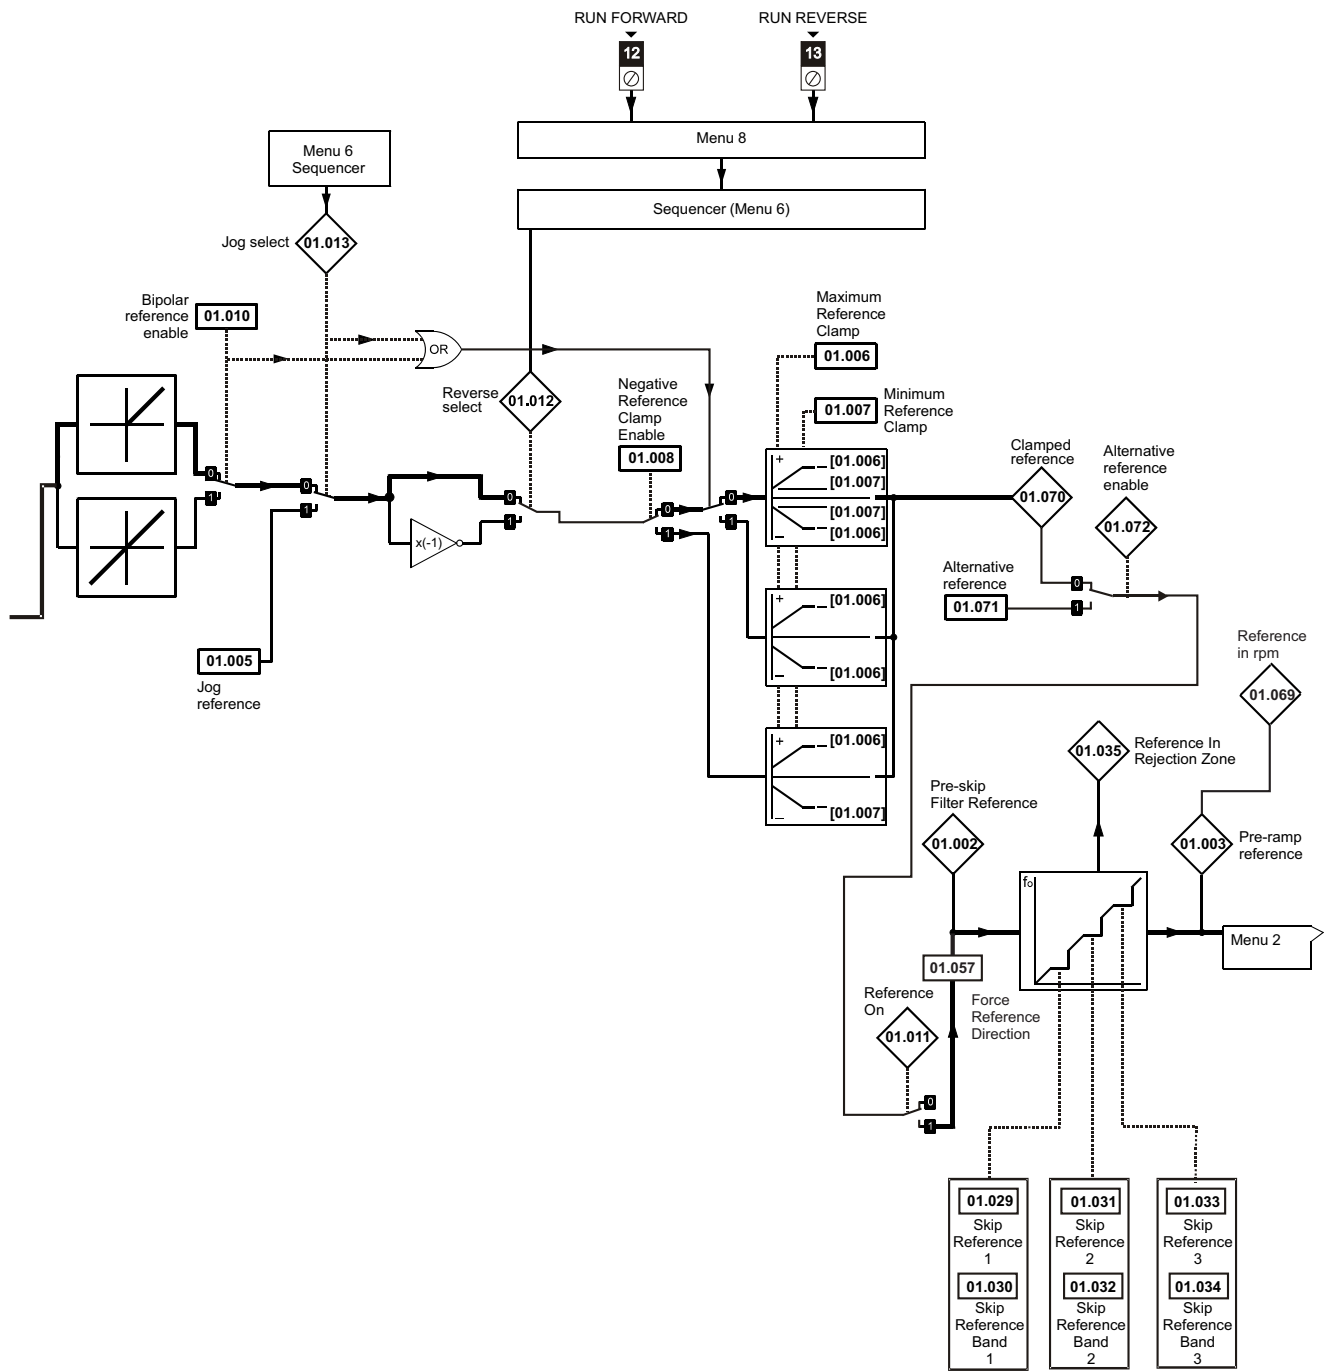 RUN FORWARD
RUN REVERSE
12
13
Menu 8
Menu 6
Sequencer
Sequencer (Menu 6)
Jog select
01.013
Bipolar
reference
enable
01.010
OR
Reverse
select
01.012
Negative
Reference
Clamp
Enable
01.008
Maximum
Reference
Clamp
01.006
01.007
Minimum
Reference
Clamp
0
1
0
1
x(-1)
0
1
0
1
0
1
+
[01.006]
[01.007]
[01.007]
[01.006]
–
+
[01.006]
[01.006]
–
+
[01.006]
[01.007]
–
Clamped
reference
01.070
Alternative
reference
enable
01.072
Alternative
reference
01.071
0
1
01.005
Jog
reference
Reference
in rpm
01.069
01.035
Reference In
Rejection Zone
Pre-skip
Filter Reference
01.002
01.003
Pre-ramp
reference
fo
Menu 2
01.057
Force
Reference
Direction
Reference
On
01.011
0
1
01.029
Skip
Reference
1
01.030
Skip
Reference
Band
1
01.031
Skip
Reference
2
01.032
Skip
Reference
Band
2
01.033
Skip
Reference
3
01.034
Skip
Reference
Band
3